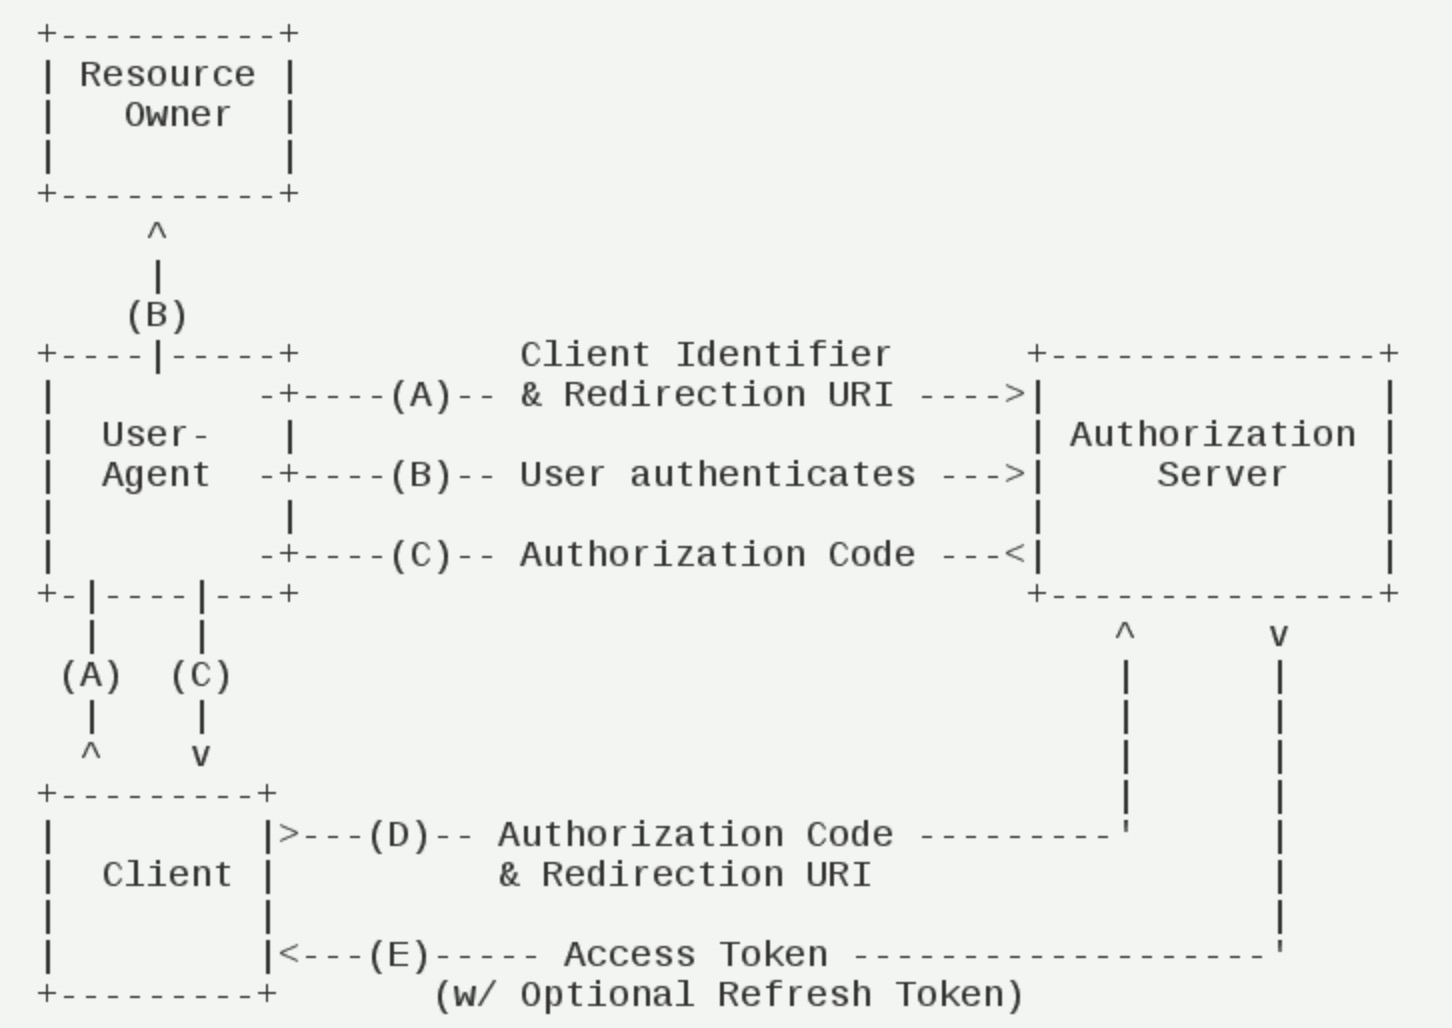 +----------+
| Resource |
|   Owner  |
|          |
+----------+
     ^
     |
    (B)
+----|-----+          Client Identifier      +---------------+
|         -+----(A)-- & Redirection URI ---->|               |
|  User-   |                                 | Authorization |
|  Agent  -+----(B)-- User authenticates --->|     Server    |
|          |                                 |               |
|         -+----(C)-- Authorization Code ---<|               |
+-|----|---+                                 +---------------+
  |    |                                         ^      v
 (A)  (C)                                        |      |
  |    |                                         |      |
  ^    v                                         |      |
+---------+                                      |      |
|         |>---(D)-- Authorization Code ---------'      |
|  Client |          & Redirection URI                  |
|         |                                             |
|         |<---(E)----- Access Token -------------------'
+---------+       (w/ Optional Refresh Token)